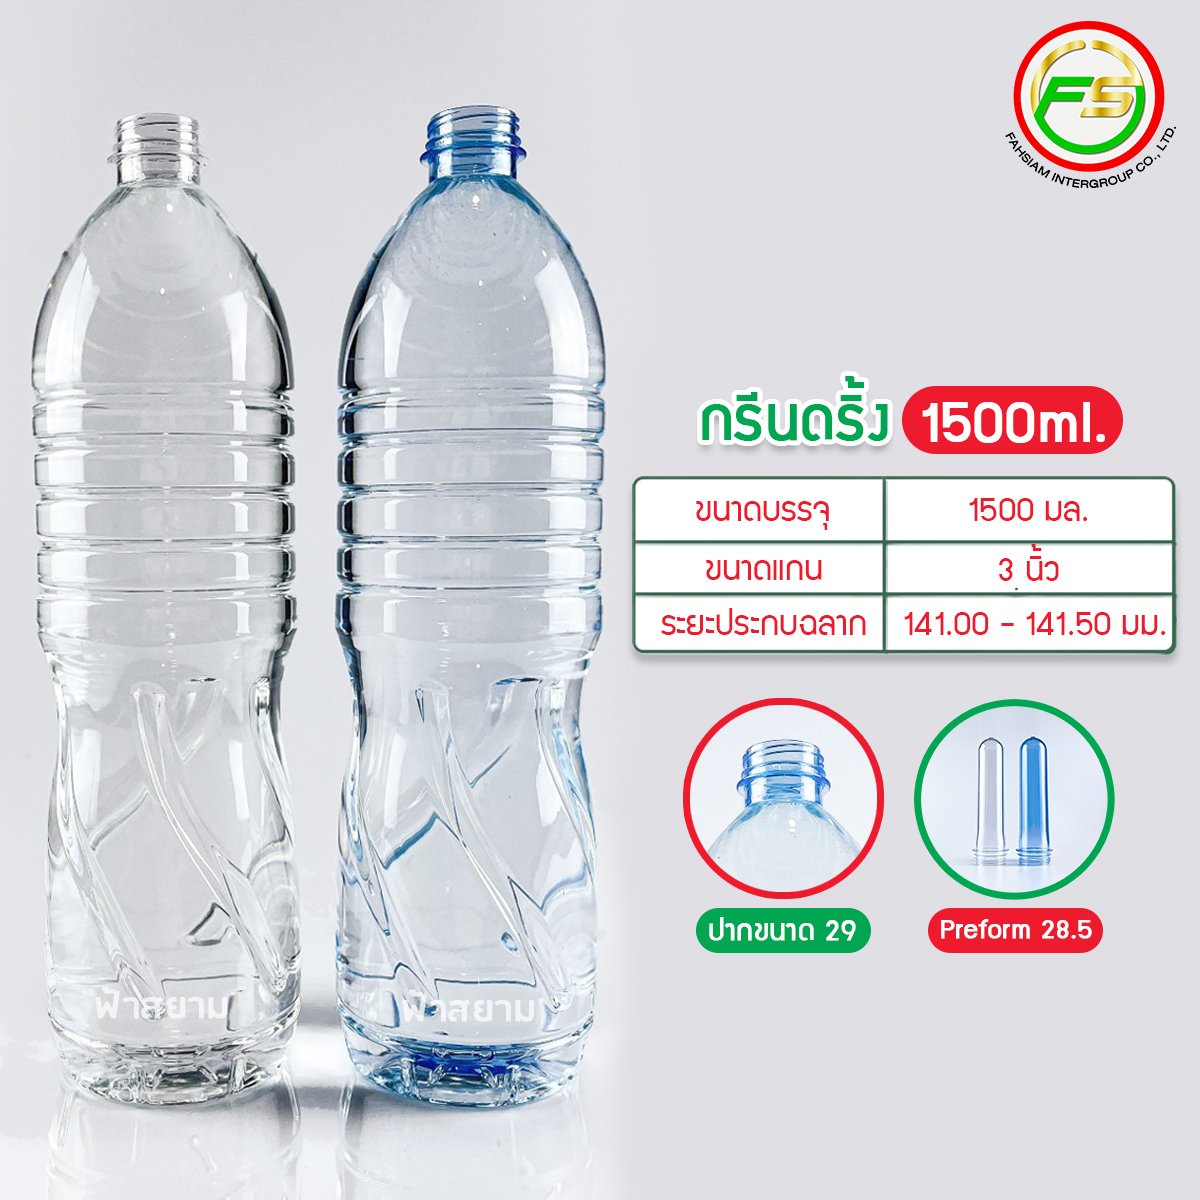 FS
FAHSIAM INTERGROUP CO., LTD.
กรีนดริ้ง 1500ml.
ขนาดบรรจุ 1500 มล.
ขนาดแกน 3 นิ้ว
ระยะประกบฉลาก 141.00 - 141.50 มม.
ปากขนาด 29
Preform 28.5
ฟ้าสยาม
ฟ้าสยาม